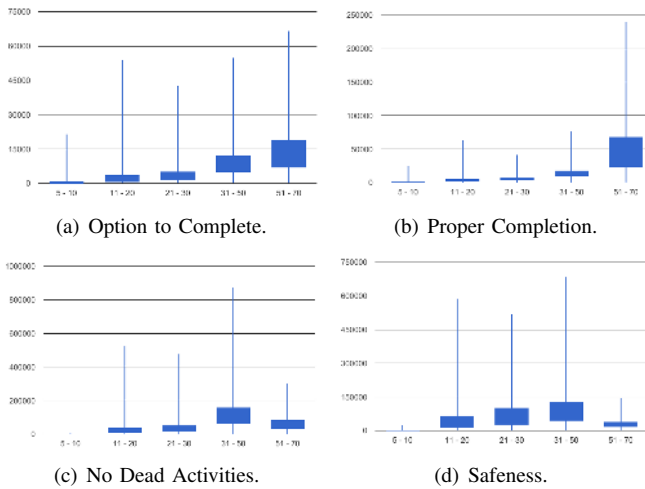 75000
60000
45000
30000
15000
0
5 - 10
11 - 20
21 - 30
31 - 50
51 - 70
(a) Option to Complete.
250000
200000
150000
100000
50000
0
5 - 10
11 - 20
21 - 30
31 - 50
51 - 70
(b) Proper Completion.
1000000
800000
600000
400000
200000
0
5 - 10
11 - 20
21 - 30
31 - 50
51 - 70
(c) No Dead Activities.
750000
600000
450000
300000
150000
0
5 - 10
11 - 20
21 - 30
31 - 50
51 - 70
(d) Safeness.